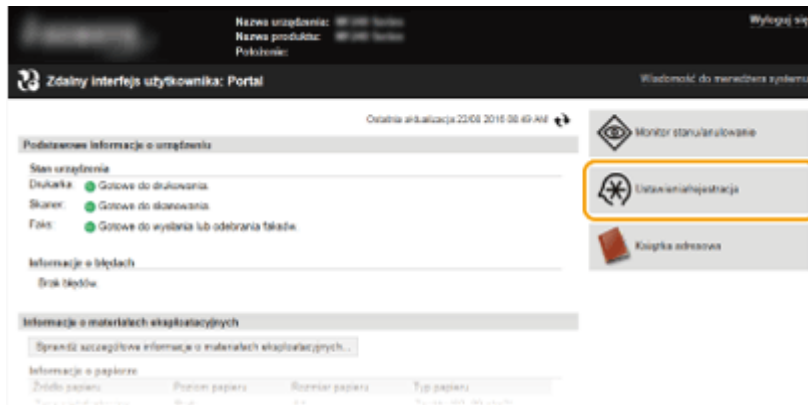 Nazwa urządzenia:
Wyloguj się
Nazwa produktu:
Położenie:
Zdalny interfejs użytkownika: Portal
Wiadomość do menedżera systemu
Ostatnia aktualizacja:22/08 2016 08:49 AM
Podstawowe informacje o urządzeniu
Monitor stanu/anulowanie
Stan urządzenia
Drukarka: Gotowe do drukowania.
Skaner: Gotowe do skanowania.
Ustawienia/rejestracja
Faks: Gotowe do wysłania lub odebrania faksów.
Książka adresowa
Informacje o błędach
Brak błędów.
Informacje o materiałach eksploatacyjnych
Sprawdź szczegółowe informacje o materiałach eksploatacyjnych...
Informacje o papierze
Źródło papieru Poziom papieru Rozmiar papieru Typ papieru